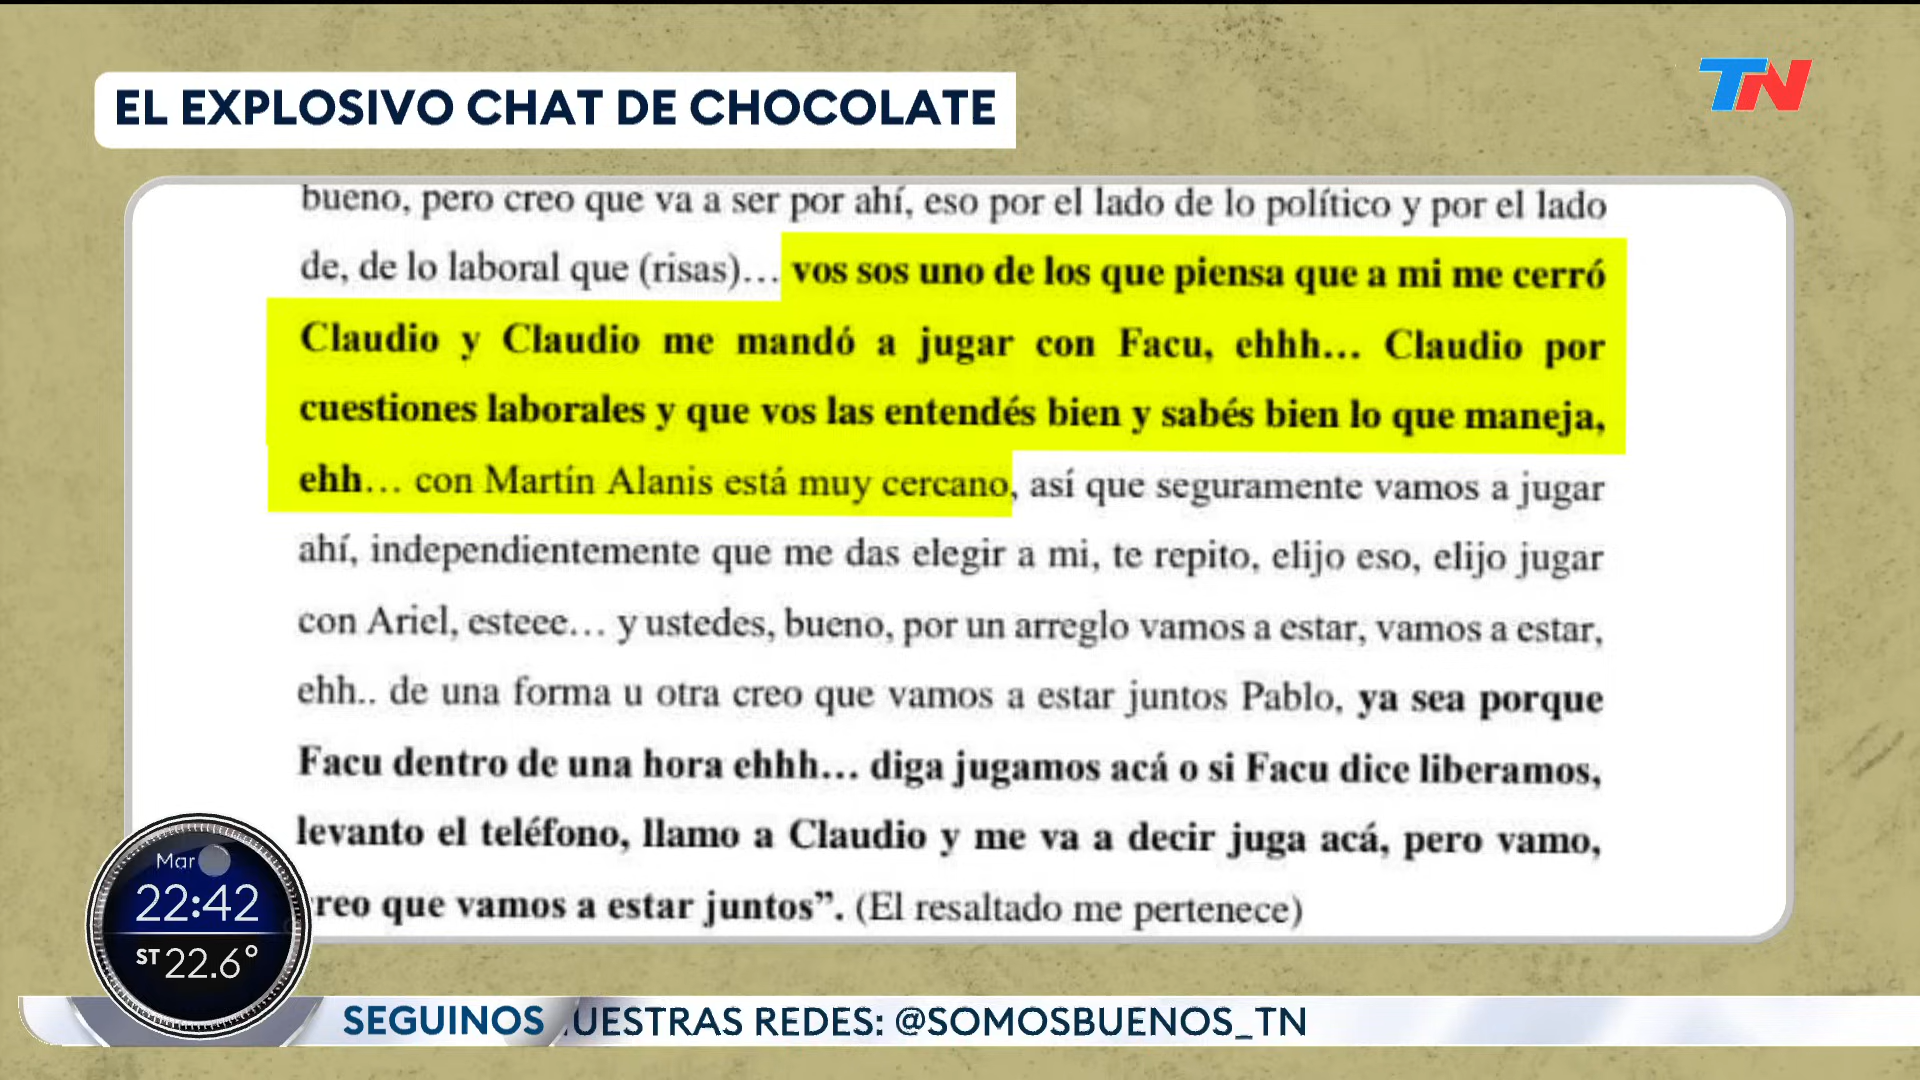 EL EXPLOSIVO CHAT DE CHOCOLATE
TN
bueno, pero creo que va a ser por ahí, eso por el lado de lo político y por el lado
de, de lo laboral que (risas)… vos sos uno de los que piensa que a mi me cerró
Claudio y Claudio me mandó a jugar con Facu, ehhh… Claudio por
cuestiones laborales y que vos las entendés bien y sabés bien lo que maneja,
ehh… con Martín Alanis está muy cercano, así que seguramente vamos a jugar
ahí, independientemente que me das elegir a mi, te repito, elijo eso, elijo jugar
con Ariel, esteee… y ustedes, bueno, por un arreglo vamos a estar, vamos a estar,
ehh.. de una forma u otra creo que vamos a estar juntos Pablo, ya sea porque
Facu dentro de una hora ehhh… diga jugamos acá o si Facu dice liberamos,
levanto el teléfono, llamo a Claudio y me va a decir juga acá, pero vamo,
reo que vamos a estar juntos”. (El resaltado me pertenece)
Mar
22:42
ST 22.6°
SEGUINOS UESTRAS REDES: @SOMOSBUENOS_TN